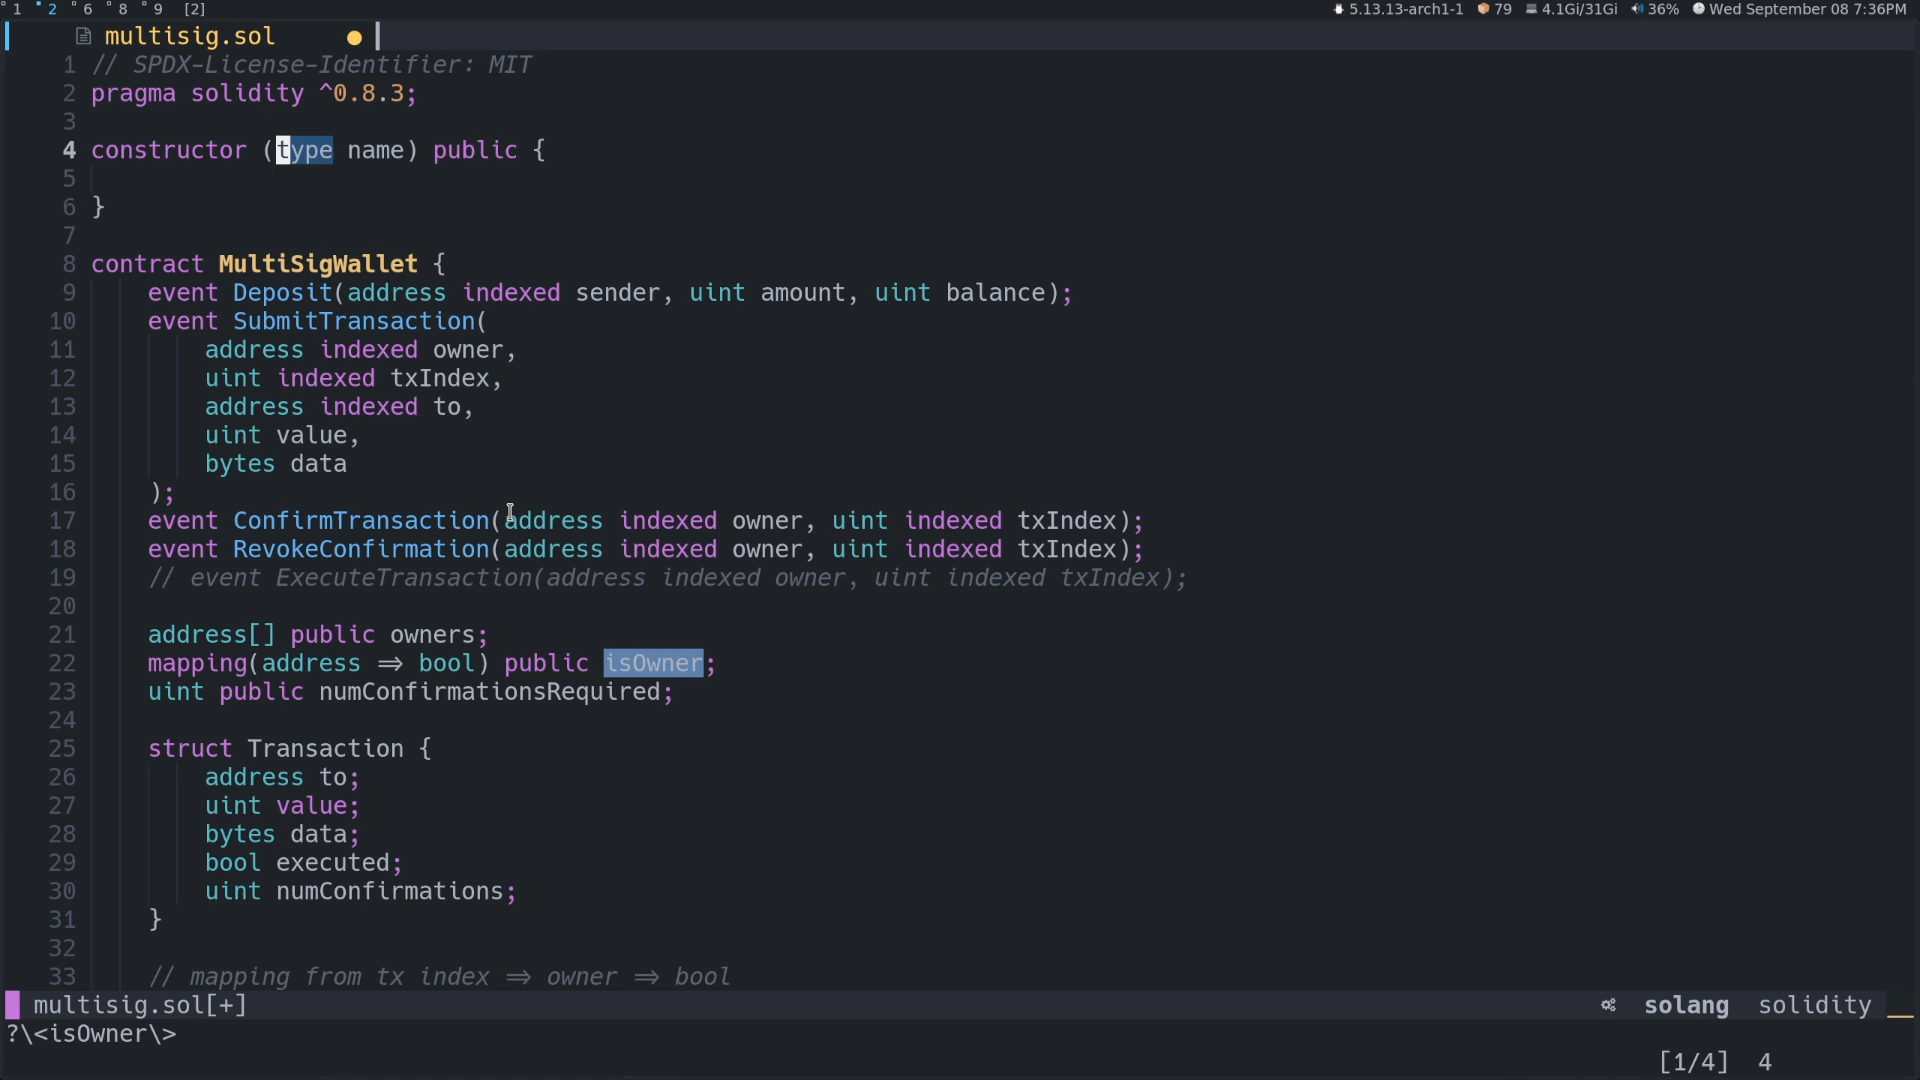 1 2 6 8 9 [2] 5.13.13-arch1-1 79 4.1Gi/31Gi 36% Wed September 08 7:36PM
multisig.sol
1 // SPDX-License-Identifier: MIT
2 pragma solidity ^0.8.3;
3
4 constructor (type name) public {
5
6 }
7
8 contract MultiSigWallet {
9 event Deposit(address indexed sender, uint amount, uint balance);
10 event SubmitTransaction(
11 address indexed owner,
12 uint indexed txIndex,
13 address indexed to,
14 uint value,
15 bytes data
16 );
17 event ConfirmTransaction(address indexed owner, uint indexed txIndex);
18 event RevokeConfirmation(address indexed owner, uint indexed txIndex);
19 // event ExecuteTransaction(address indexed owner, uint indexed txIndex);
20
21 address[] public owners;
22 mapping(address ⇒ bool) public isOwner;
23 uint public numConfirmationsRequired;
24
25 struct Transaction {
26 address to;
27 uint value;
28 bytes data;
29 bool executed;
30 uint numConfirmations;
31 }
32
33 // mapping from tx index ⇒ owner ⇒ bool
multisig.sol[+] solang solidity
?\<isOwner\>
[1/4] 4